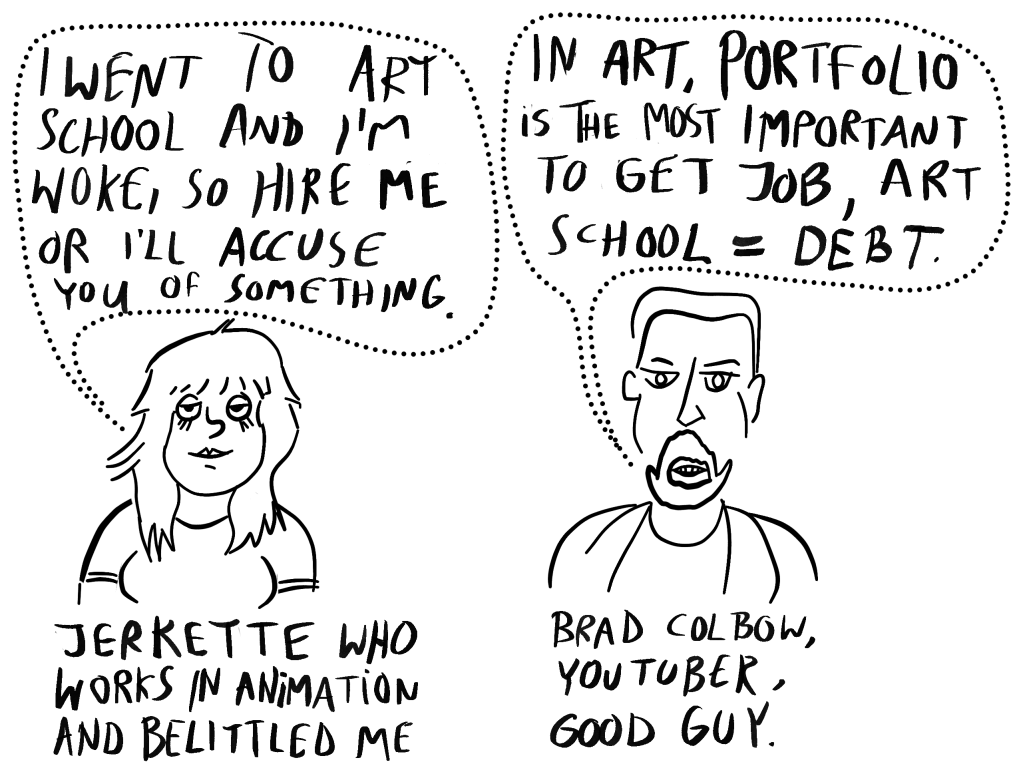 I WENT TO ART
SCHOOL AND I'M
WOKE, SO HIRE ME
OR I'LL ACCUSE
YOU OF SOMETHING.
IN ART, PORTFOLIO
IS THE MOST IMPORTANT
TO GET JOB, ART
SCHOOL = DEBT.
JERKETTE WHO
WORKS IN ANIMATION
AND BELITTLED ME
BRAD COLBOW,
YOUTUBER,
GOOD GUY.